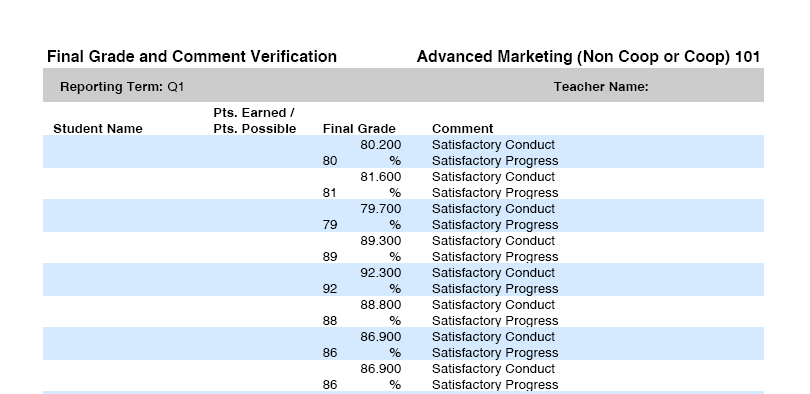 Final Grade and Comment Verification Advanced Marketing (Non Coop or Coop) 101
Reporting Term: Q1 Teacher Name:
Pts. Earned /
Student Name Pts. Possible Final Grade Comment
80.200 Satisfactory Conduct
80 % Satisfactory Progress
81.600 Satisfactory Conduct
81 % Satisfactory Progress
79.700 Satisfactory Conduct
79 % Satisfactory Progress
89.300 Satisfactory Conduct
89 % Satisfactory Progress
92.300 Satisfactory Conduct
92 % Satisfactory Progress
88.800 Satisfactory Conduct
88 % Satisfactory Progress
86.900 Satisfactory Conduct
86 % Satisfactory Progress
86.900 Satisfactory Conduct
86 % Satisfactory Progress